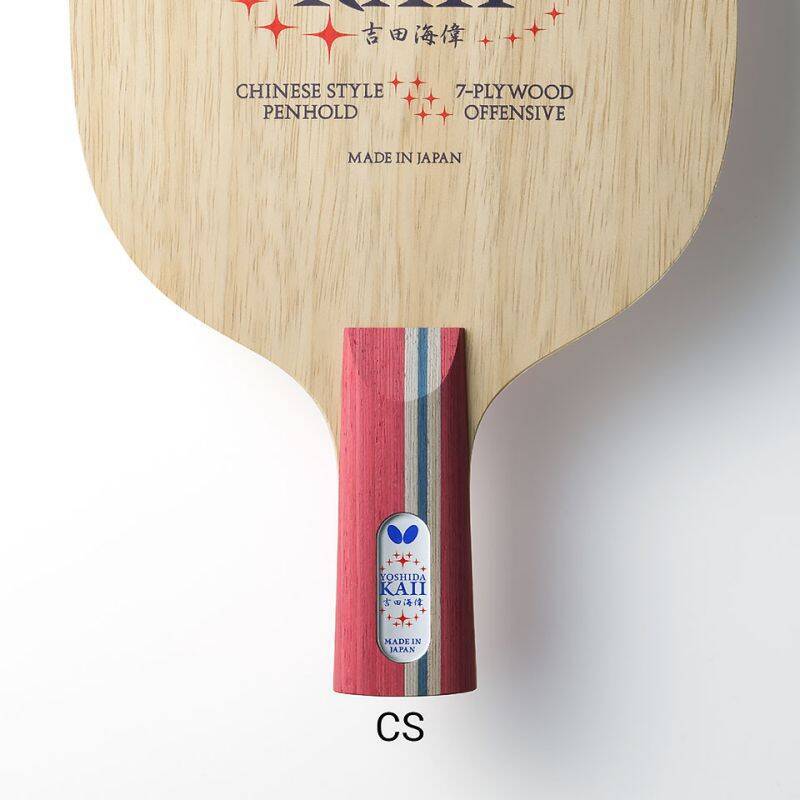 KAII
吉田海偉
CHINESE STYLE 7-PLYWOOD
PENHOLD OFFENSIVE
MADE IN JAPAN
YOSHIDA
KAII
吉田海偉
MADE IN
JAPAN
CS